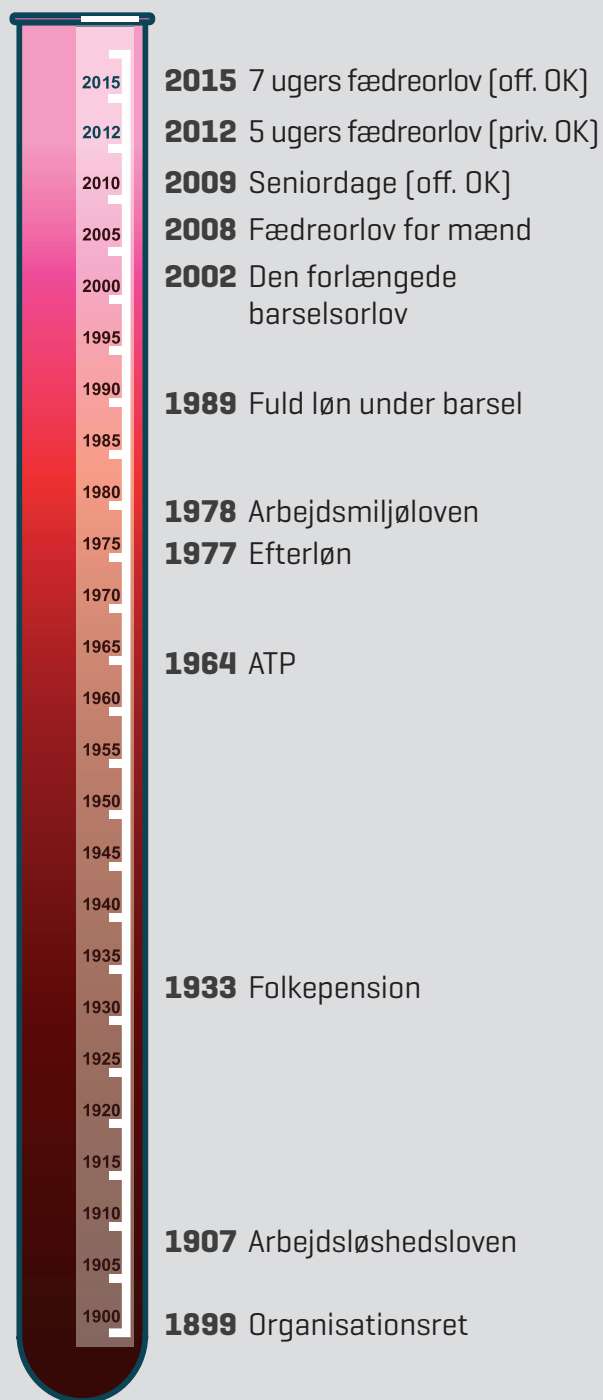 2015
2012
2010
2005
2000
1995
1990
1985
1980
1975
1970
1965
1960
1955
1950
1945
1940
1935
1930
1925
1920
1915
1910
1905
1900
2015 7 ugers fædreorlov (off. OK)
2012 5 ugers fædreorlov (priv. OK)
2009 Seniordage (off. OK)
2008 Fædreorlov for mænd
2002 Den forlængede
barselsorlov
1989 Fuld løn under barsel
1978 Arbejdsmiljøloven
1977 Efterløn
1964 ATP
1933 Folkepension
1907 Arbejdsløshedsloven
1899 Organisationsret